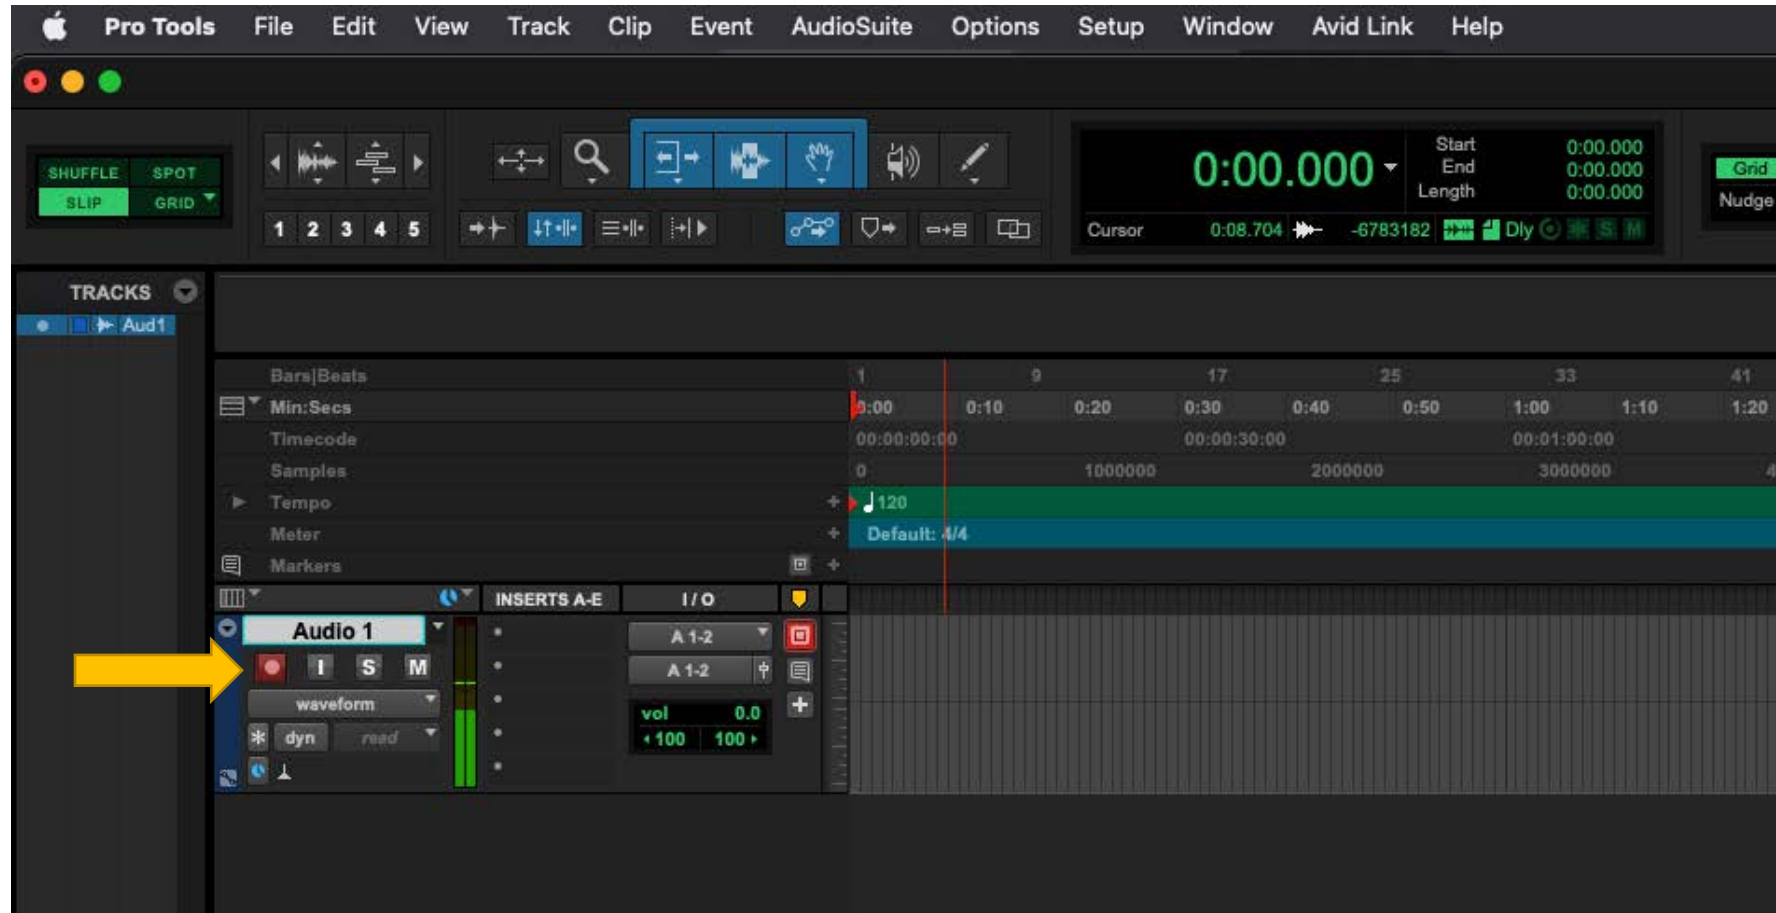 Pro Tools File Edit View Track Clip Event AudioSuite Options Setup Window Avid Link Help
SHUFFLE SPOT
SLIP GRID
1 2 3 4 5
0:00.000
Start 0:00.000
End 0:00.000
Length 0:00.000
Cursor 0:08.704 -6783182 Dly S M
Grid
Nudge
TRACKS
Aud1
Bars|Beats 1 9 17 25 33 41
Min:Secs 0:00 0:10 0:20 0:30 0:40 0:50 1:00 1:10 1:20
Timecode 00:00:00:00 00:00:30:00 00:01:00:00
Samples 0 1000000 2000000 3000000 4
Tempo + 120
Meter + Default: 4/4
Markers +
INSERTS A-E I / O
Audio 1 A 1-2
I S M A 1-2
waveform
vol 0.0
dyn read
100 100